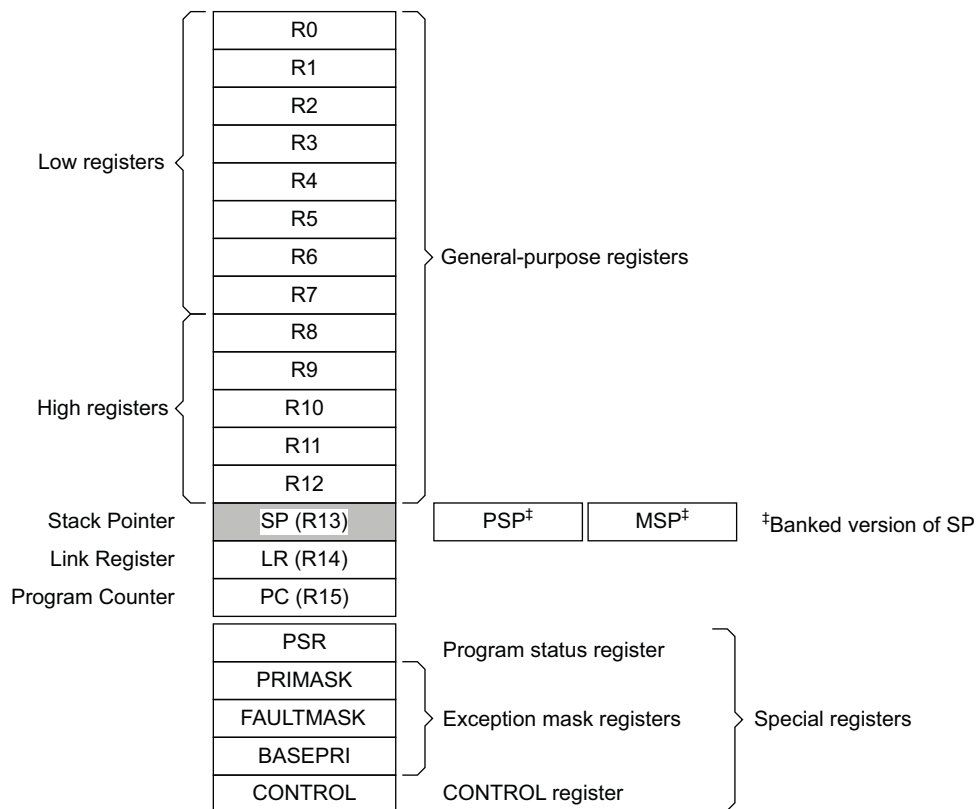 R0
R1
R2
R3
Low registers
R4
R5
R6
General-purpose registers
R7
R8
R9
High registers
R10
R11
R12
Stack Pointer
SP (R13)
PSP‡
MSP‡
‡Banked version of SP
Link Register
LR (R14)
Program Counter
PC (R15)
PSR
Program status register
PRIMASK
FAULTMASK
Exception mask registers
Special registers
BASEPRI
CONTROL
CONTROL register